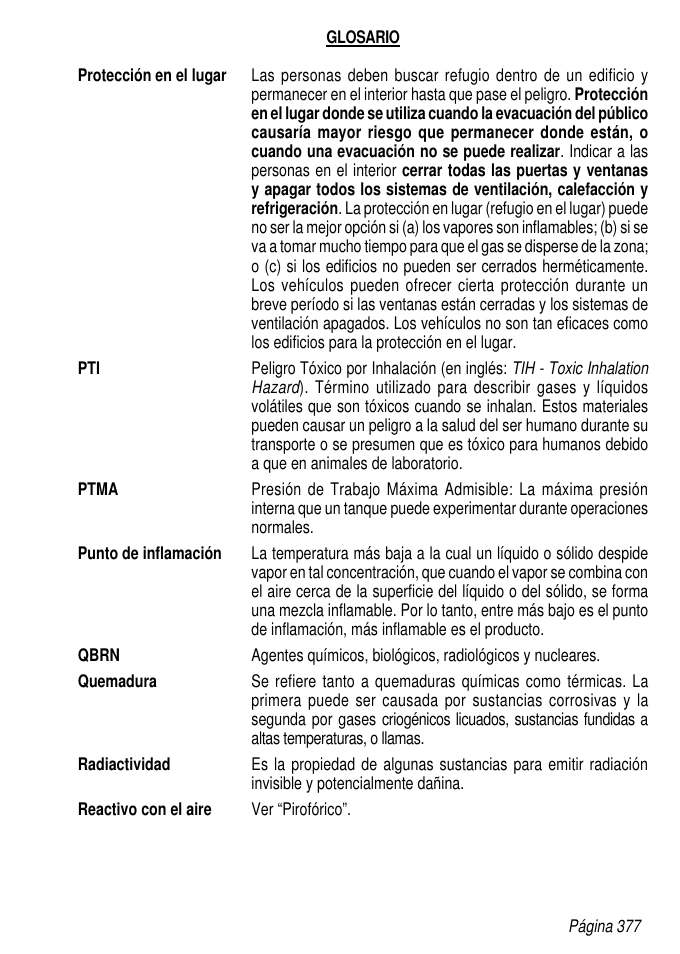 GLOSARIO
Protección en el lugar Las personas deben buscar refugio dentro de un edificio y
permanecer en el interior hasta que pase el peligro. Protección
en el lugar donde se utiliza cuando la evacuación del público
causaría mayor riesgo que permanecer donde están, o
cuando una evacuación no se puede realizar. Indicar a las
personas en el interior cerrar todas las puertas y ventanas
y apagar todos los sistemas de ventilación, calefacción y
refrigeración. La protección en lugar (refugio en el lugar) puede
no ser la mejor opción si (a) los vapores son inflamables; (b) si se
va a tomar mucho tiempo para que el gas se disperse de la zona;
o (c) si los edificios no pueden ser cerrados herméticamente.
Los vehículos pueden ofrecer cierta protección durante un
breve período si las ventanas están cerradas y los sistemas de
ventilación apagados. Los vehículos no son tan eficaces como
los edificios para la protección en el lugar.
PTI Peligro Tóxico por Inhalación (en inglés: TIH - Toxic Inhalation
Hazard). Término utilizado para describir gases y líquidos
volátiles que son tóxicos cuando se inhalan. Estos materiales
pueden causar un peligro a la salud del ser humano durante su
transporte o se presumen que es tóxico para humanos debido
a que en animales de laboratorio.
PTMA Presión de Trabajo Máxima Admisible: La máxima presión
interna que un tanque puede experimentar durante operaciones
normales.
Punto de inflamación La temperatura más baja a la cual un líquido o sólido despide
vapor en tal concentración, que cuando el vapor se combina con
el aire cerca de la superficie del líquido o del sólido, se forma
una mezcla inflamable. Por lo tanto, entre más bajo es el punto
de inflamación, más inflamable es el producto.
QBRN Agentes químicos, biológicos, radiológicos y nucleares.
Quemadura Se refiere tanto a quemaduras químicas como térmicas. La
primera puede ser causada por sustancias corrosivas y la
segunda por gases criogénicos licuados, sustancias fundidas a
altas temperaturas, o llamas.
Radiactividad Es la propiedad de algunas sustancias para emitir radiación
invisible y potencialmente dañina.
Reactivo con el aire Ver “Pirofórico”.
Página 377